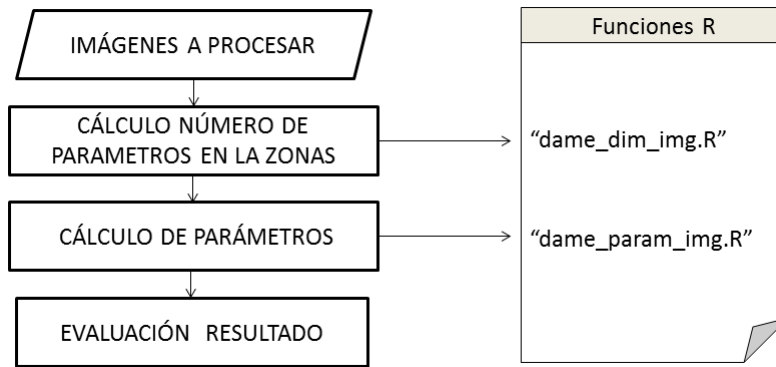 IMÁGENES A PROCESAR
CÁLCULO NÚMERO DE
PARAMETROS EN LA ZONAS
CÁLCULO DE PARÁMETROS
EVALUACIÓN RESULTADO
Funciones R
“dame_dim_img.R”
“dame_param_img.R”